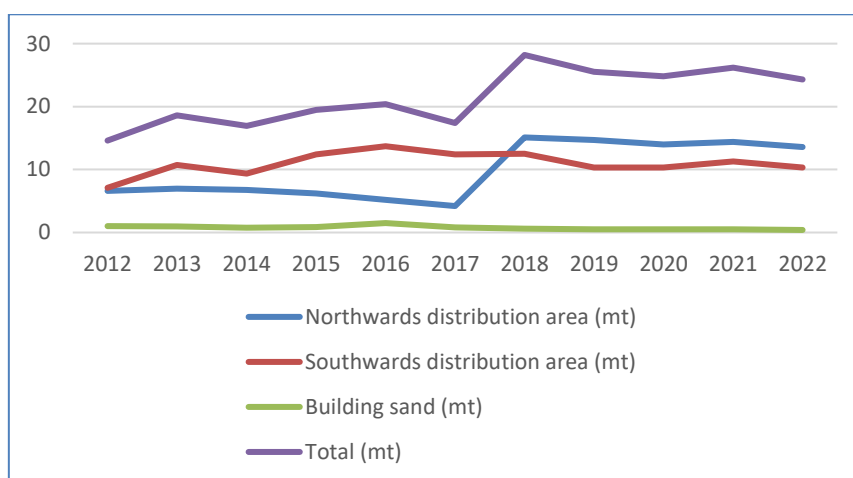 30
20
10
0
2012 2013 2014 2015 2016 2017 2018 2019 2020 2021 2022
Northwards distribution area (mt)
Southwards distribution area (mt)
Building sand (mt)
Total (mt)